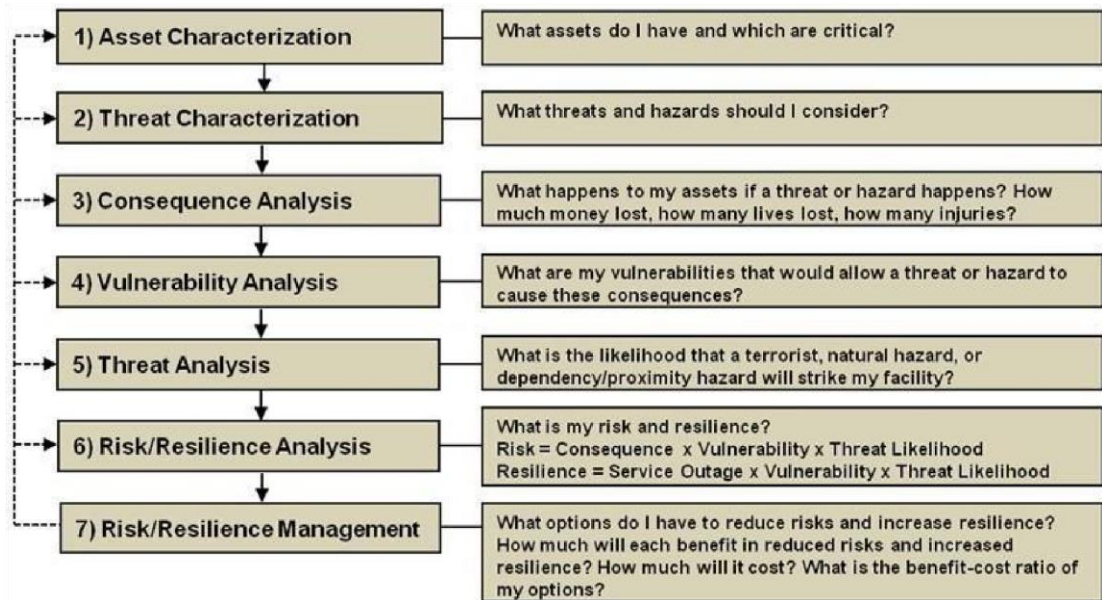 1) Asset Characterization
What assets do I have and which are critical?
2) Threat Characterization
What threats and hazards should I consider?
3) Consequence Analysis
What happens to my assets if a threat or hazard happens? How
much money lost, how many lives lost, how many injuries?
4) Vulnerability Analysis
What are my vulnerabilities that would allow a threat or hazard to
cause these consequences?
5) Threat Analysis
What is the likelihood that a terrorist, natural hazard, or
dependency/proximity hazard will strike my facility?
6) Risk/Resilience Analysis
What is my risk and resilience?
Risk = Consequence x Vulnerability x Threat Likelihood
Resilience = Service Outage x Vulnerability x Threat Likelihood
7) Risk/Resilience Management
What options do I have to reduce risks and increase resilience?
How much will each benefit in reduced risks and increased
resilience? How much will it cost? What is the benefit-cost ratio of
my options?